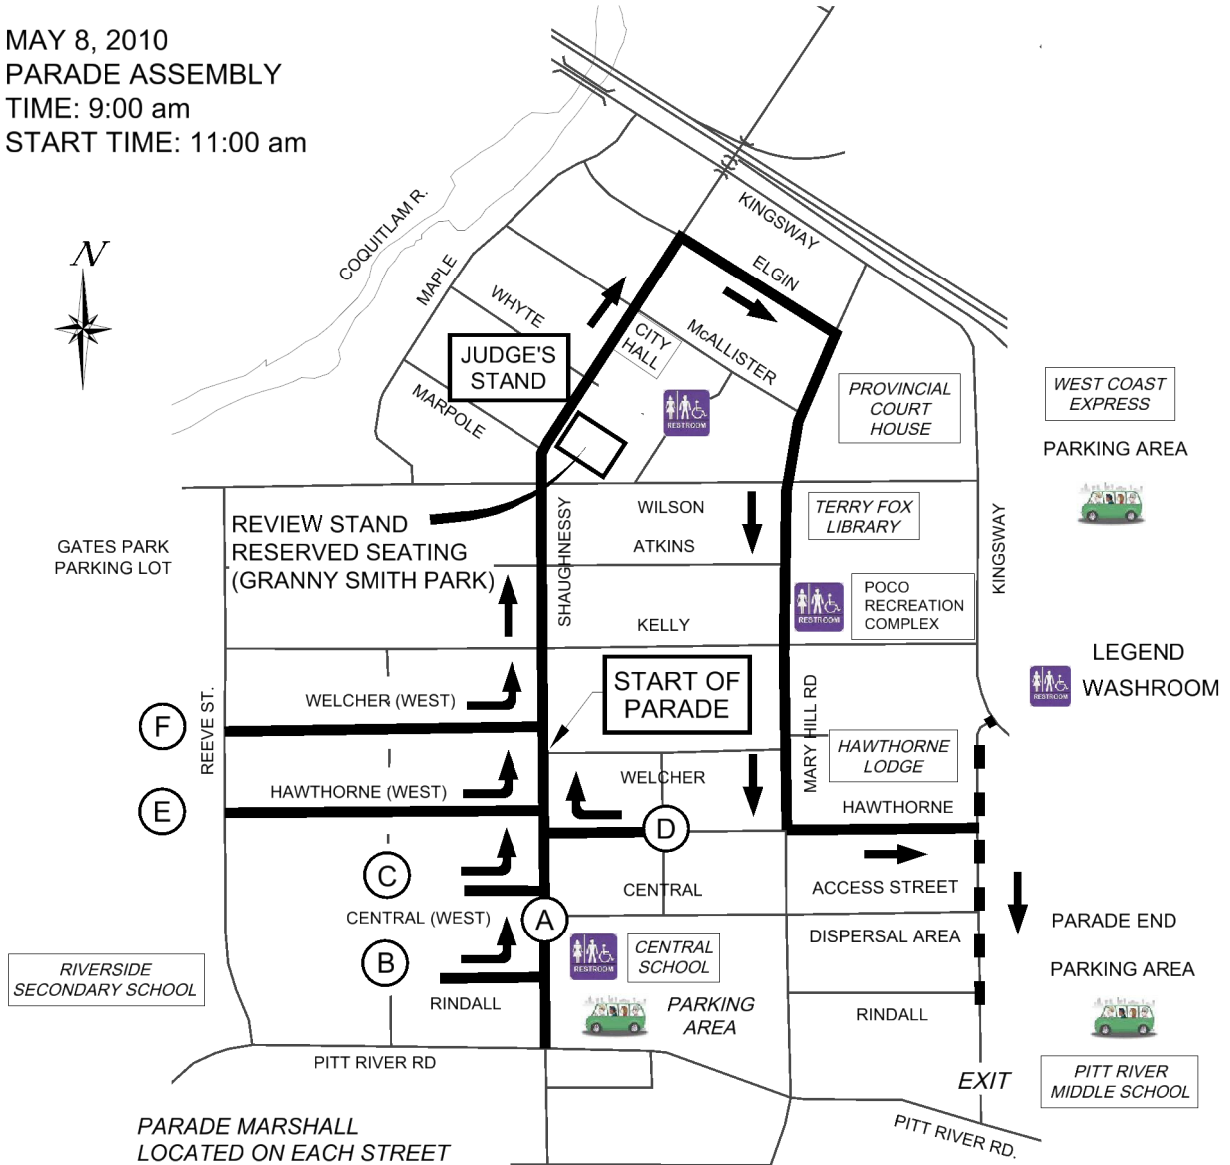 MAY 8, 2010
PARADE ASSEMBLY
TIME: 9:00 am
START TIME: 11:00 am
N
COQUITLAM R.
MAPLE
WHYTE
MARPOLE
JUDGE'S
STAND
CITY
HALL
KINGSWAY
ELGIN
McALLISTER
RESTROOM
PROVINCIAL
COURT
HOUSE
WEST COAST
EXPRESS
PARKING AREA
REVIEW STAND
RESERVED SEATING
(GRANNY SMITH PARK)
GATES PARK
PARKING LOT
SHAUGHNESSY
WILSON
ATKINS
KELLY
TERRY FOX
LIBRARY
KINGSWAY
RESTROOM
POCO
RECREATION
COMPLEX
LEGEND
RESTROOM
WASHROOM
START OF
PARADE
WELCHER (WEST)
F
REEVE ST.
MARY HILL RD
HAWTHORNE
LODGE
WELCHER
HAWTHORNE (WEST)
E
HAWTHORNE
D
C
CENTRAL
ACCESS STREET
CENTRAL (WEST)
A
PARADE END
DISPERSAL AREA
B
RESTROOM
CENTRAL
SCHOOL
RIVERSIDE
SECONDARY SCHOOL
PARKING AREA
RINDALL
PARKING
AREA
RINDALL
PITT RIVER RD
EXIT
PITT RIVER
MIDDLE SCHOOL
PITT RIVER RD.
PARADE MARSHALL
LOCATED ON EACH STREET